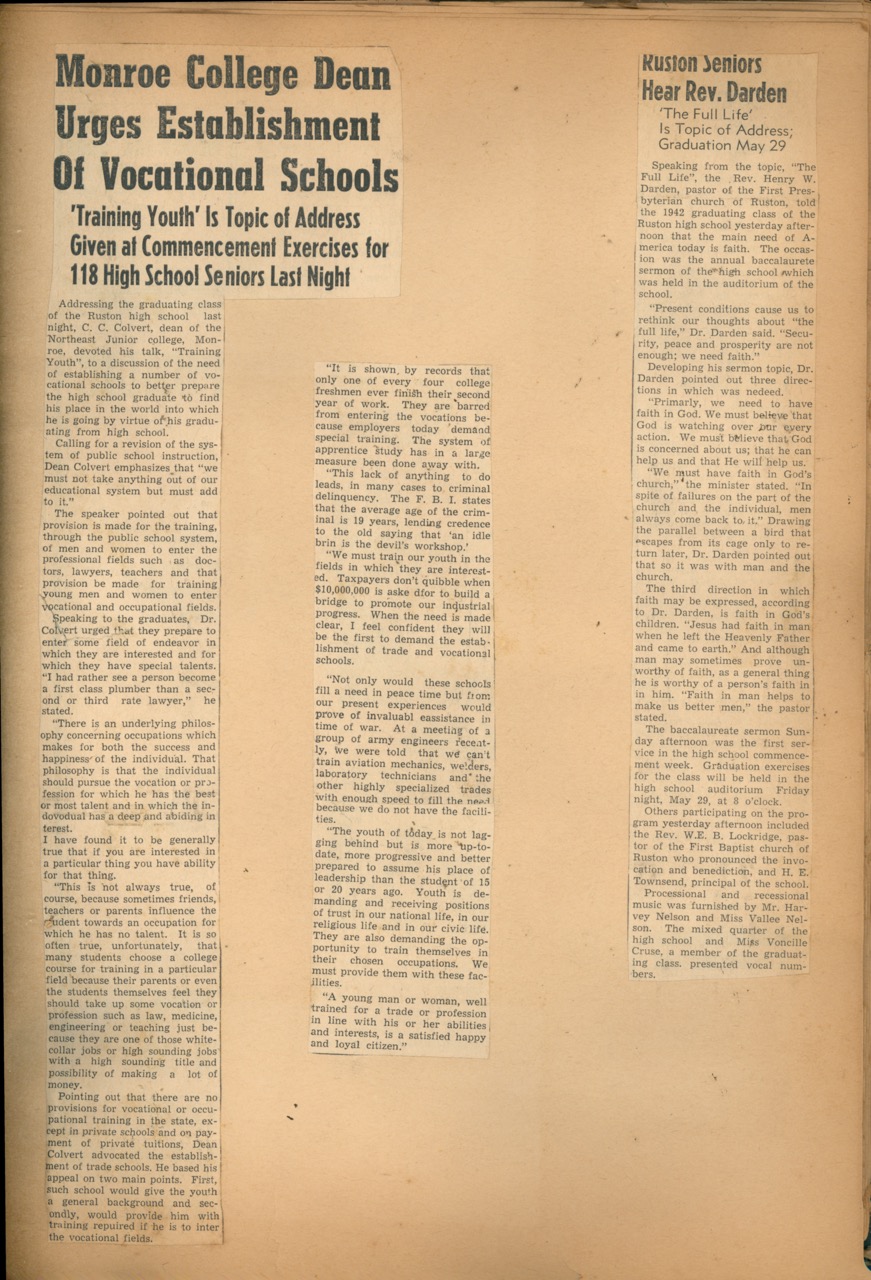 Monroe College Dean
Urges Establishment
Of Vocational Schools
'Training Youth' Is Topic of Address
Given at Commencement Exercises for
118 High School Seniors Last Night
Addressing the graduating class
of the Ruston high school last
night, C. C. Colvert, dean of the
Northeast Junior college, Mon-
roe, devoted his talk, "Training
Youth", to a discussion of the need
of establishing a number of vo-
cational schools to better prepare
the high school graduate to find
his place in the world into which
he is going by virtue of his gradu-
ating from high school.
Calling for a revision of the sys-
tem of public school instruction,
Dean Colvert emphasizes that "we
must not take anything out of our
educational system but must add
to it."
The speaker pointed out that
provision is made for the training,
through the public school system,
of men and women to enter the
professional fields such as doc-
tors, lawyers, teachers and that
provision be made for training
young men and women to enter
vocational and occupational fields.
Speaking to the graduates, Dr.
Colvert urged that they prepare to
enter some field of endeavor in
which they are interested and for
which they have special talents.
"I had rather see a person become
a first class plumber than a sec-
ond or third rate lawyer," he
stated.
"There is an underlying philos-
ophy concerning occupations which
makes for both the success and
happiness of the individual. That
philosophy is that the individual
should pursue the vocation or pro-
fession for which he has the best
or most talent and in which the in-
dovodual has a deep and abiding in
terest.
I have found it to be generally
true that if you are interested in
a particular thing you have ability
for that thing.
"This is not always true, of
course, because sometimes friends,
teachers or parents influence the
student towards an occupation for
which he has no talent. It is so
often true, unfortunately, that
many students choose a college
course for training in a particular
field because their parents or even
the students themselves feel they
should take up some vocation or
profession such as law, medicine,
engineering or teaching just be-
cause they are one of those white-
collar jobs or high sounding jobs
with a high sounding title and
possibility of making a lot of
money.
Pointing out that there are no
provisions for vocational or occu-
pational training in the state, ex-
cept in private schools and on pay-
ment of private tuitions, Dean
Colvert advocated the establish-
ment of trade schools. He based his
appeal on two main points. First,
such school would give the youth
a general background and sec-
ondly, would provide him with
training repuired if he is to inter
the vocational fields.
"It is shown by records that
only one of every four college
freshmen ever finish their second
year of work. They are barred
from entering the vocations be-
cause employers today demand
special training. The system of
apprentice study has in a large
measure been done away with.
"This lack of anything to do
leads, in many cases to criminal
delinquency. The F. B. I. states
that the average age of the crim-
inal is 19 years, lending credence
to the old saying that 'an idle
brin is the devil's workshop.'
"We must train our youth in the
fields in which they are interest-
ed. Taxpayers don't quibble when
$10,000,000 is aske dfor to build a
bridge to promote our industrial
progress. When the need is made
clear, I feel confident they will
be the first to demand the estab-
lishment of trade and vocational
schools.
"Not only would these schools
fill a need in peace time but from
our present experiences would
prove of invaluabl eassistance in
time of war. At a meeting of a
group of army engineers recent-
ly, we were told that we can't
train aviation mechanics, welders,
laboratory technicians and the
other highly specialized trades
with enough speed to fill the need
because we do not have the facili-
ties.
"The youth of today is not lag-
ging behind but is more up-to-
date, more progressive and better
prepared to assume his place of
leadership than the student of 15
or 20 years ago. Youth is de-
manding and receiving positions
of trust in our national life, in our
religious life and in our civic life.
They are also demanding the op-
portunity to train themselves in
their chosen occupations. We
must provide them with these fac-
ilities.
"A young man or woman, well
trained for a trade or profession
in line with his or her abilities
and interests, is a satisfied happy
and loyal citizen."
Ruston Seniors
Hear Rev. Darden
'The Full Life'
Is Topic of Address;
Graduation May 29
Speaking from the topic, "The
Full Life", the Rev. Henry W.
Darden, pastor of the First Pres-
byterian church of Ruston, told
the 1942 graduating class of the
Ruston high school yesterday after-
noon that the main need of A-
merica today is faith. The occas-
ion was the annual baccalaurete
sermon of the high school which
was held in the auditorium of the
school.
"Present conditions cause us to
rethink our thoughts about "the
full life," Dr. Darden said. "Secu-
rity, peace and prosperity are not
enough; we need faith."
Developing his sermon topic, Dr.
Darden pointed out three direc-
tions in which was nedeed.
"Primarly, we need to have
faith in God. We must believe that
God is watching over our every
action. We must believe that God
is concerned about us; that he can
help us and that He will help us.
"We must have faith in God's
church," the minister stated. "In
spite of failures on the part of the
church and the individual, men
always come back to it." Drawing
the parallel between a bird that
escapes from its cage only to re-
turn later, Dr. Darden pointed out
that so it was with man and the
church.
The third direction in which
faith may be expressed, according
to Dr. Darden, is faith in God's
children. "Jesus had faith in man
when he left the Heavenly Father
and came to earth." And although
man may sometimes prove un-
worthy of faith, as a general thing
he is worthy of a person's faith in
in him. "Faith in man helps to
make us better men," the pastor
stated.
The baccalaureate sermon Sun-
day afternoon was the first ser-
vice in the high school commence-
ment week. Graduation exercises
for the class will be held in the
high school auditorium Friday
night, May 29, at 8 o'clock.
Others participating on the pro-
gram yesterday afternoon included
the Rev. W.E. B. Lockridge, pas-
tor of the First Baptist church of
Ruston who pronounced the invo-
cation and benediction, and H. E.
Townsend, principal of the school.
Processional and recessional
music was furnished by Mr. Har-
vey Nelson and Miss Vallee Nel-
son. The mixed quarter of the
high school and Miss Voncille
Cruse, a member of the graduat-
ing class. presented vocal num-
bers.